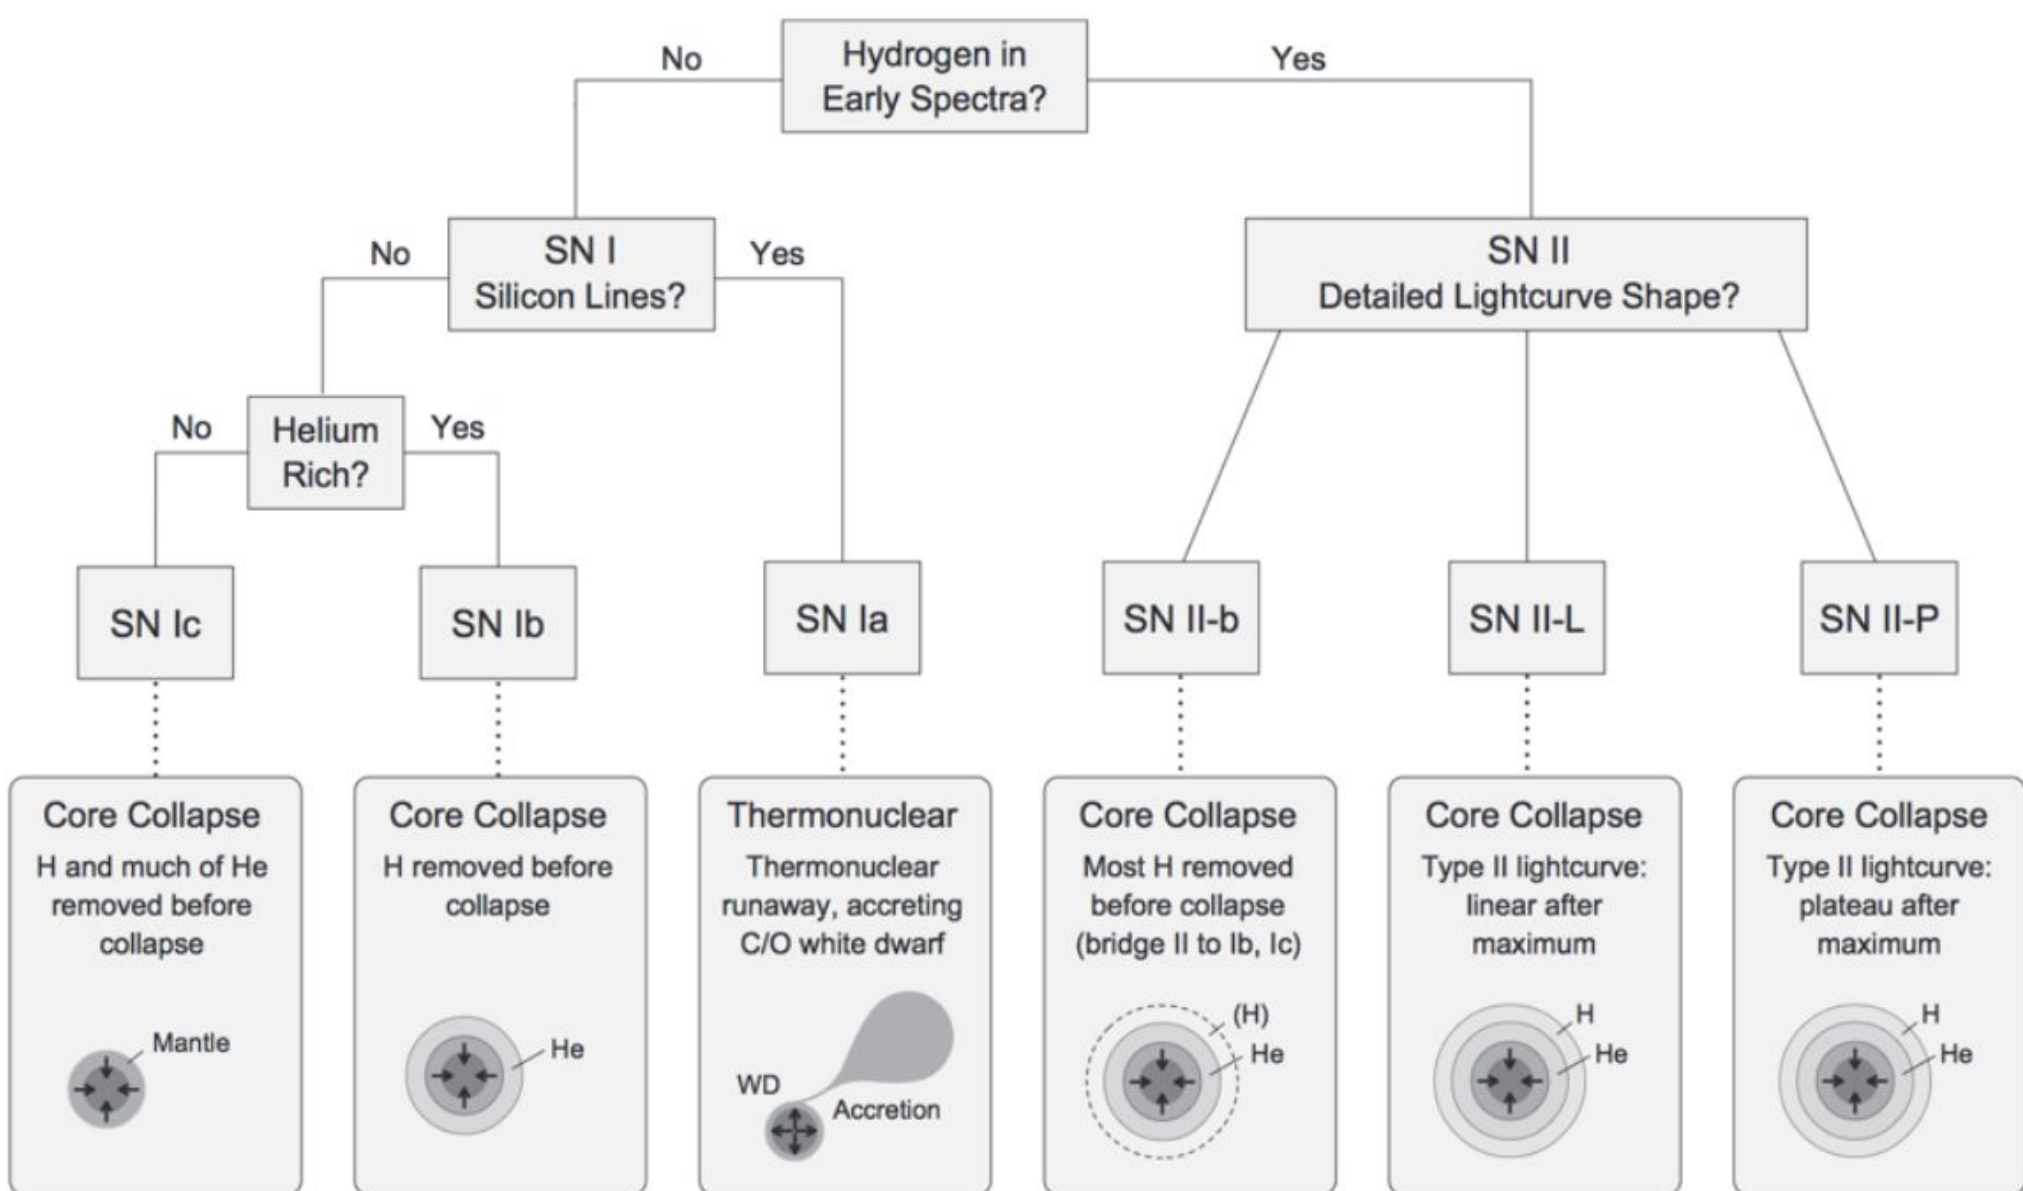 Hydrogen in
Early Spectra?
No
Yes
SN I
Silicon Lines?
No
Yes
SN II
Detailed Lightcurve Shape?
Helium
Rich?
No
Yes
SN Ic
SN Ib
SN Ia
SN II-b
SN II-L
SN II-P
Core Collapse
H and much of He
removed before
collapse
Mantle
Core Collapse
H removed before
collapse
He
Thermonuclear
Thermonuclear
runaway, accreting
C/O white dwarf
WD
Accretion
Core Collapse
Most H removed
before collapse
(bridge II to Ib, Ic)
(H)
He
Core Collapse
Type II lightcurve:
linear after
maximum
H
He
Core Collapse
Type II lightcurve:
plateau after
maximum
H
He